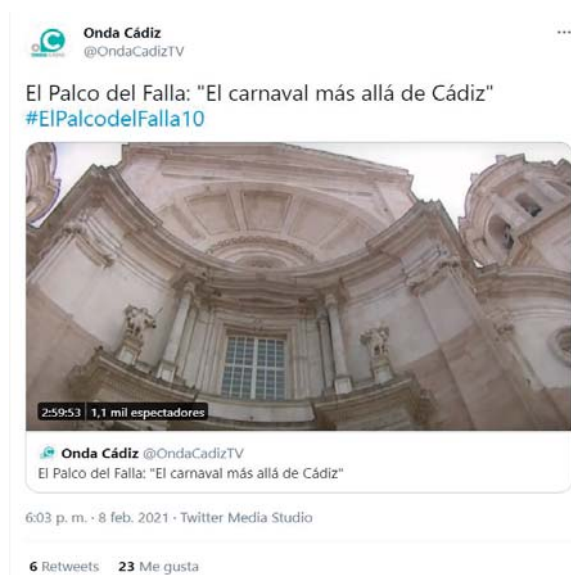 Onda Cádiz
@OndaCadizTV
El Palco del Falla: "El carnaval más allá de Cádiz"
#ElPalcodelFalla10
2:59:53 1,1 mil espectadores
Onda Cádiz @OndaCadizTV
El Palco del Falla: "El carnaval más allá de Cádiz"
6:03 p. m. · 8 feb. 2021 · Twitter Media Studio
6 Retweets 23 Me gusta